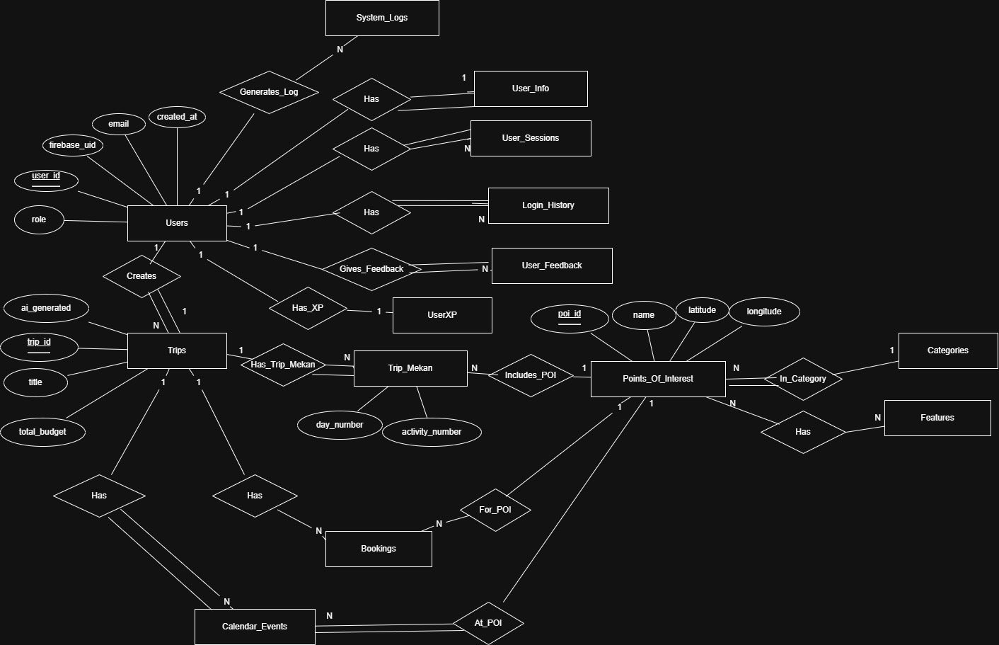 System_Logs
N
Generates_Log
1
User_Info
Has
created_at
email
User_Sessions
firebase_uid
Has
N
user_id
1
1
Login_History
Has
1
role
Users
N
1
1
1
1
Creates
Gives_Feedback
N
User_Feedback
ai_generated
1
Has_XP
1
UserXP
N
poi_id
name
latitude
longitude
trip_id
Trips
1
Has_Trip_Mekan
N
Trip_Mekan
N
Includes_POI
1
Points_Of_Interest
N
In_Category
1
Categories
title
1
1
1
1
N
N
Features
Has
total_budget
day_number
activity_number
Has
Has
For_POI
N
N
Bookings
N
Calendar_Events
N
At_POI